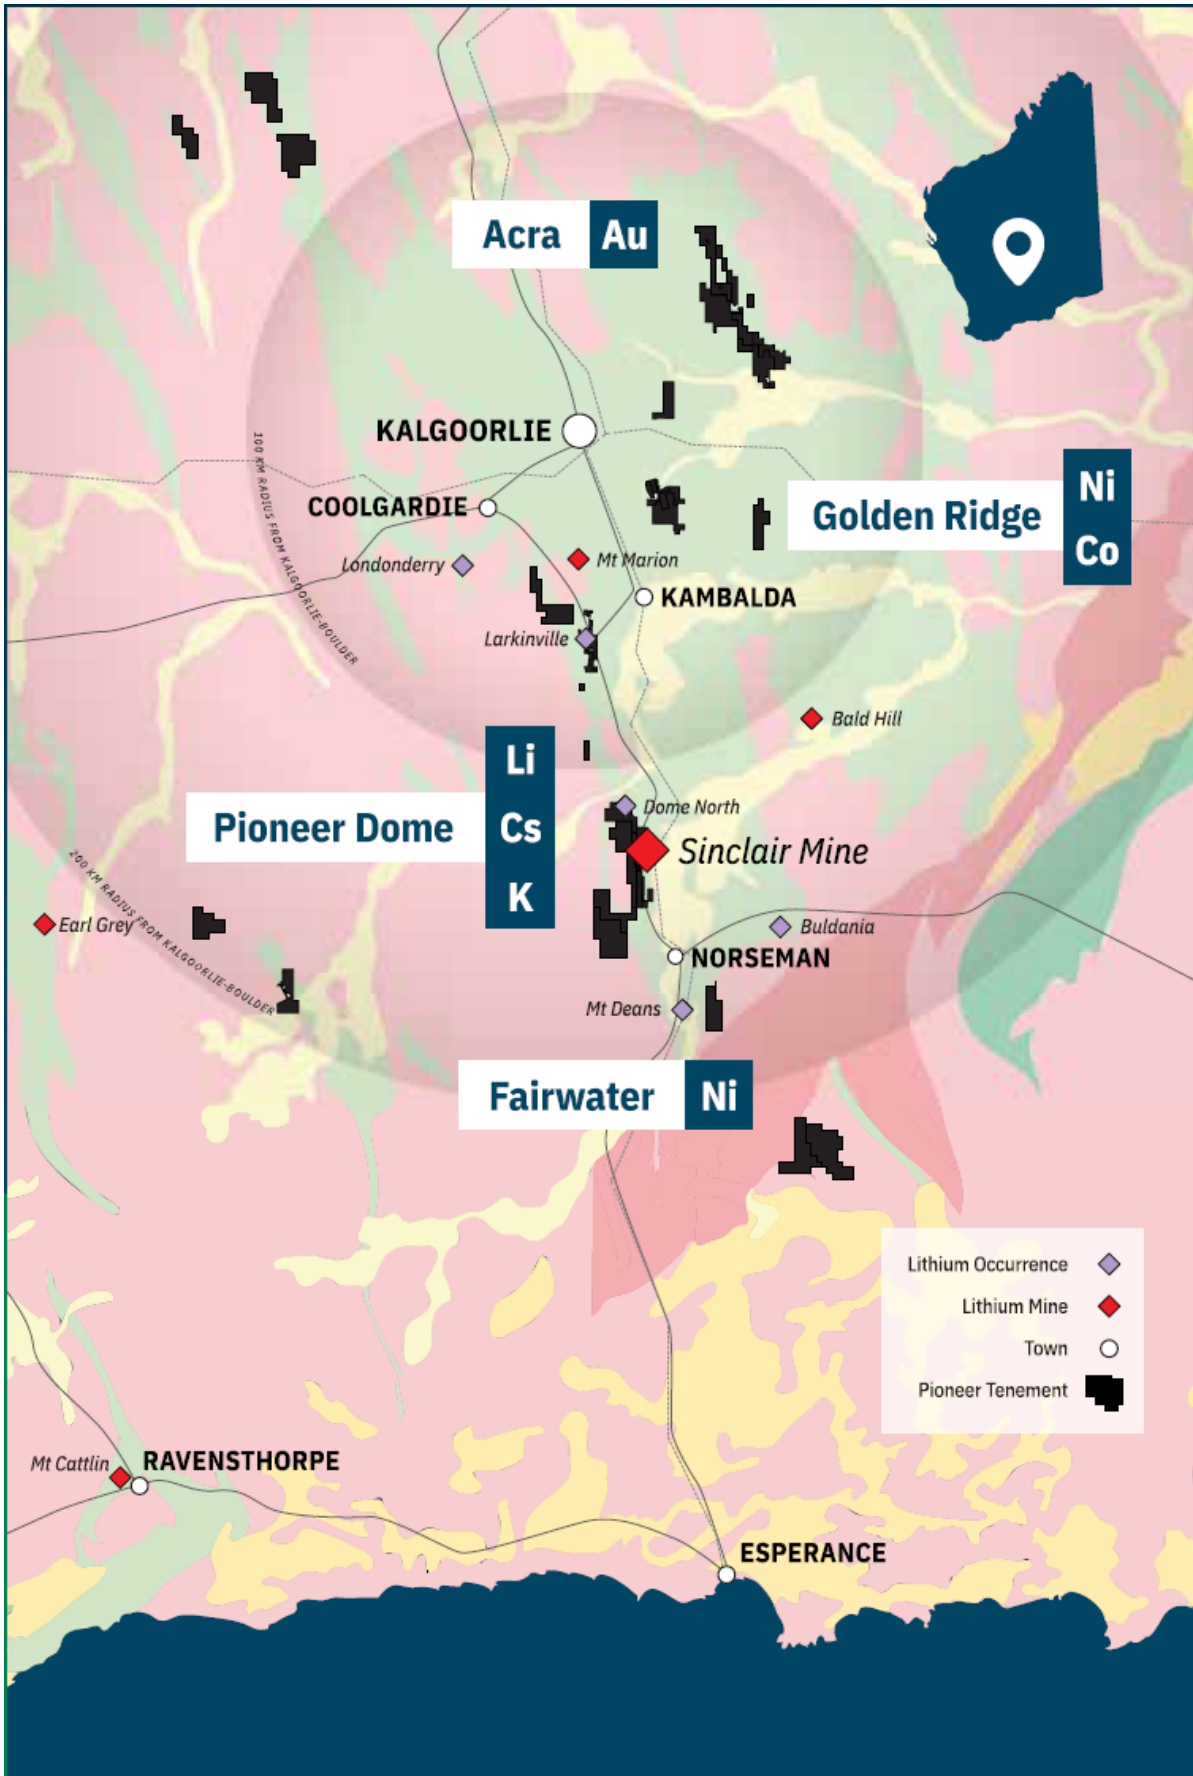 Acra
Au
KALGOORLIE
100 KM RADIUS FROM KALGOORLIE-BOULDER
COOLGARDIE
Golden Ridge
Ni
Co
Londonderry
Mt Marion
KAMBALDA
Larkinville
Bald Hill
Pioneer Dome
Li
Cs
K
Dome North
Sinclair Mine
200 KM RADIUS FROM KALGOORLIE-BOULDER
Earl Grey
Buldania
NORSEMAN
Mt Deans
Fairwater
Ni
Lithium Occurrence
Lithium Mine
Town
Pioneer Tenement
Mt Cattlin
RAVENSTHORPE
ESPERANCE